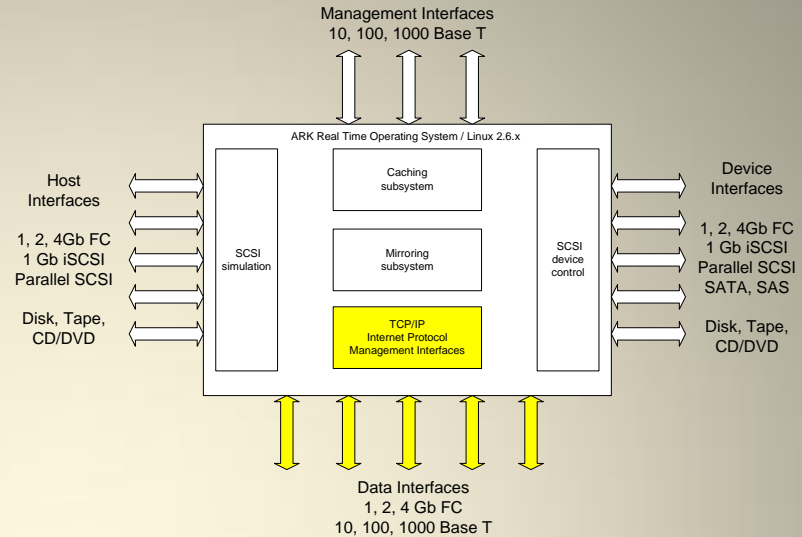 Management Interfaces
10, 100, 1000 Base T
ARK Real Time Operating System / Linux 2.6.x
Host
Interfaces
1, 2, 4Gb FC
1 Gb iSCSI
Parallel SCSI
Disk, Tape,
CD/DVD
SCSI
simulation
Caching
subsystem
Mirroring
subsystem
TCP/IP
Internet Protocol
Management Interfaces
SCSI
device
control
Device
Interfaces
1, 2, 4Gb FC
1 Gb iSCSI
Parallel SCSI
SATA, SAS
Disk, Tape,
CD/DVD
Data Interfaces
1, 2, 4 Gb FC
10, 100, 1000 Base T